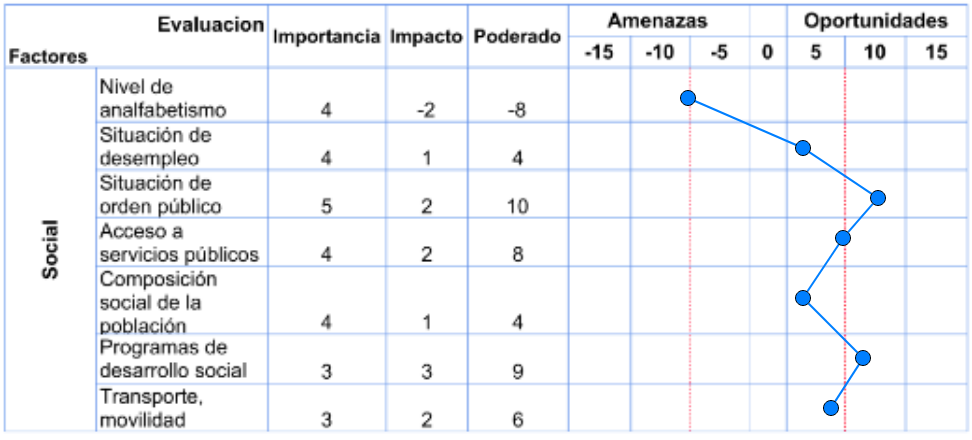 Evaluacion
Factores
Importancia Impacto Poderado
Amenazas
Oportunidades
-15 -10 -5 0 5 10 15
Social
Nivel de
analfabetismo 4 -2 -8
Situación de
desempleo 4 1 4
Situación de
orden público 5 2 10
Acceso a
servicios públicos 4 2 8
Composición
social de la
población 4 1 4
Programas de
desarrollo social 3 3 9
Transporte,
movilidad 3 2 6